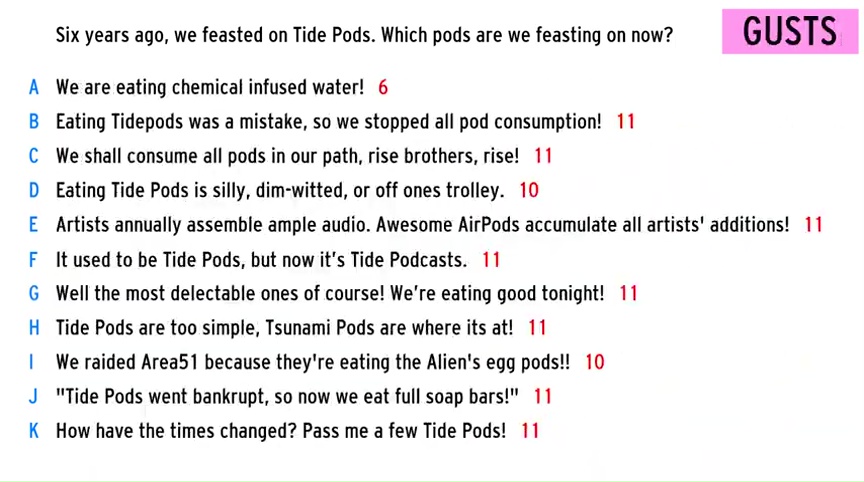 Six years ago, we feasted on Tide Pods. Which pods are we feasting on now?
GUSTS
A We are eating chemical infused water! 6
B Eating Tidepods was a mistake, so we stopped all pod consumption! 11
C We shall consume all pods in our path, rise brothers, rise! 11
D Eating Tide Pods is silly, dim-witted, or off ones trolley. 10
E Artists annually assemble ample audio. Awesome AirPods accumulate all artists' additions! 11
F It used to be Tide Pods, but now it's Tide Podcasts. 11
G Well the most delectable ones of course! We're eating good tonight! 11
H Tide Pods are too simple, Tsunami Pods are where its at! 11
I We raided Area51 because they're eating the Alien's egg pods!! 10
J "Tide Pods went bankrupt, so now we eat full soap bars!" 11
K How have the times changed? Pass me a few Tide Pods! 11